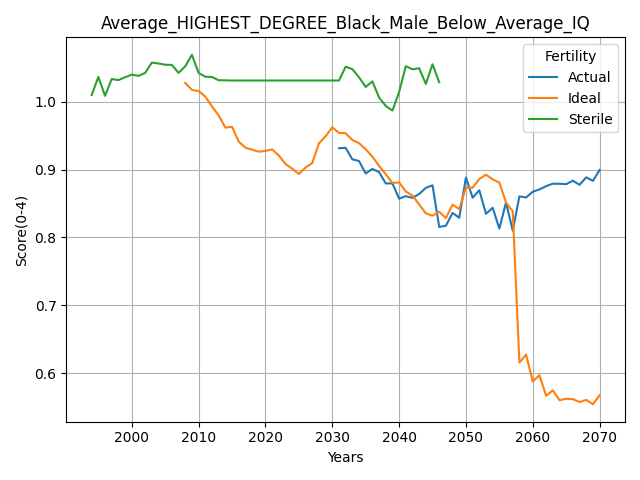 Average_HIGHEST_DEGREE_Black_Male_Below_Average_IQ
Fertility
Actual
Ideal
Sterile
Score(0-4)
1.0
0.9
0.8
0.7
0.6
2000 2010 2020 2030 2040 2050 2060 2070
Years